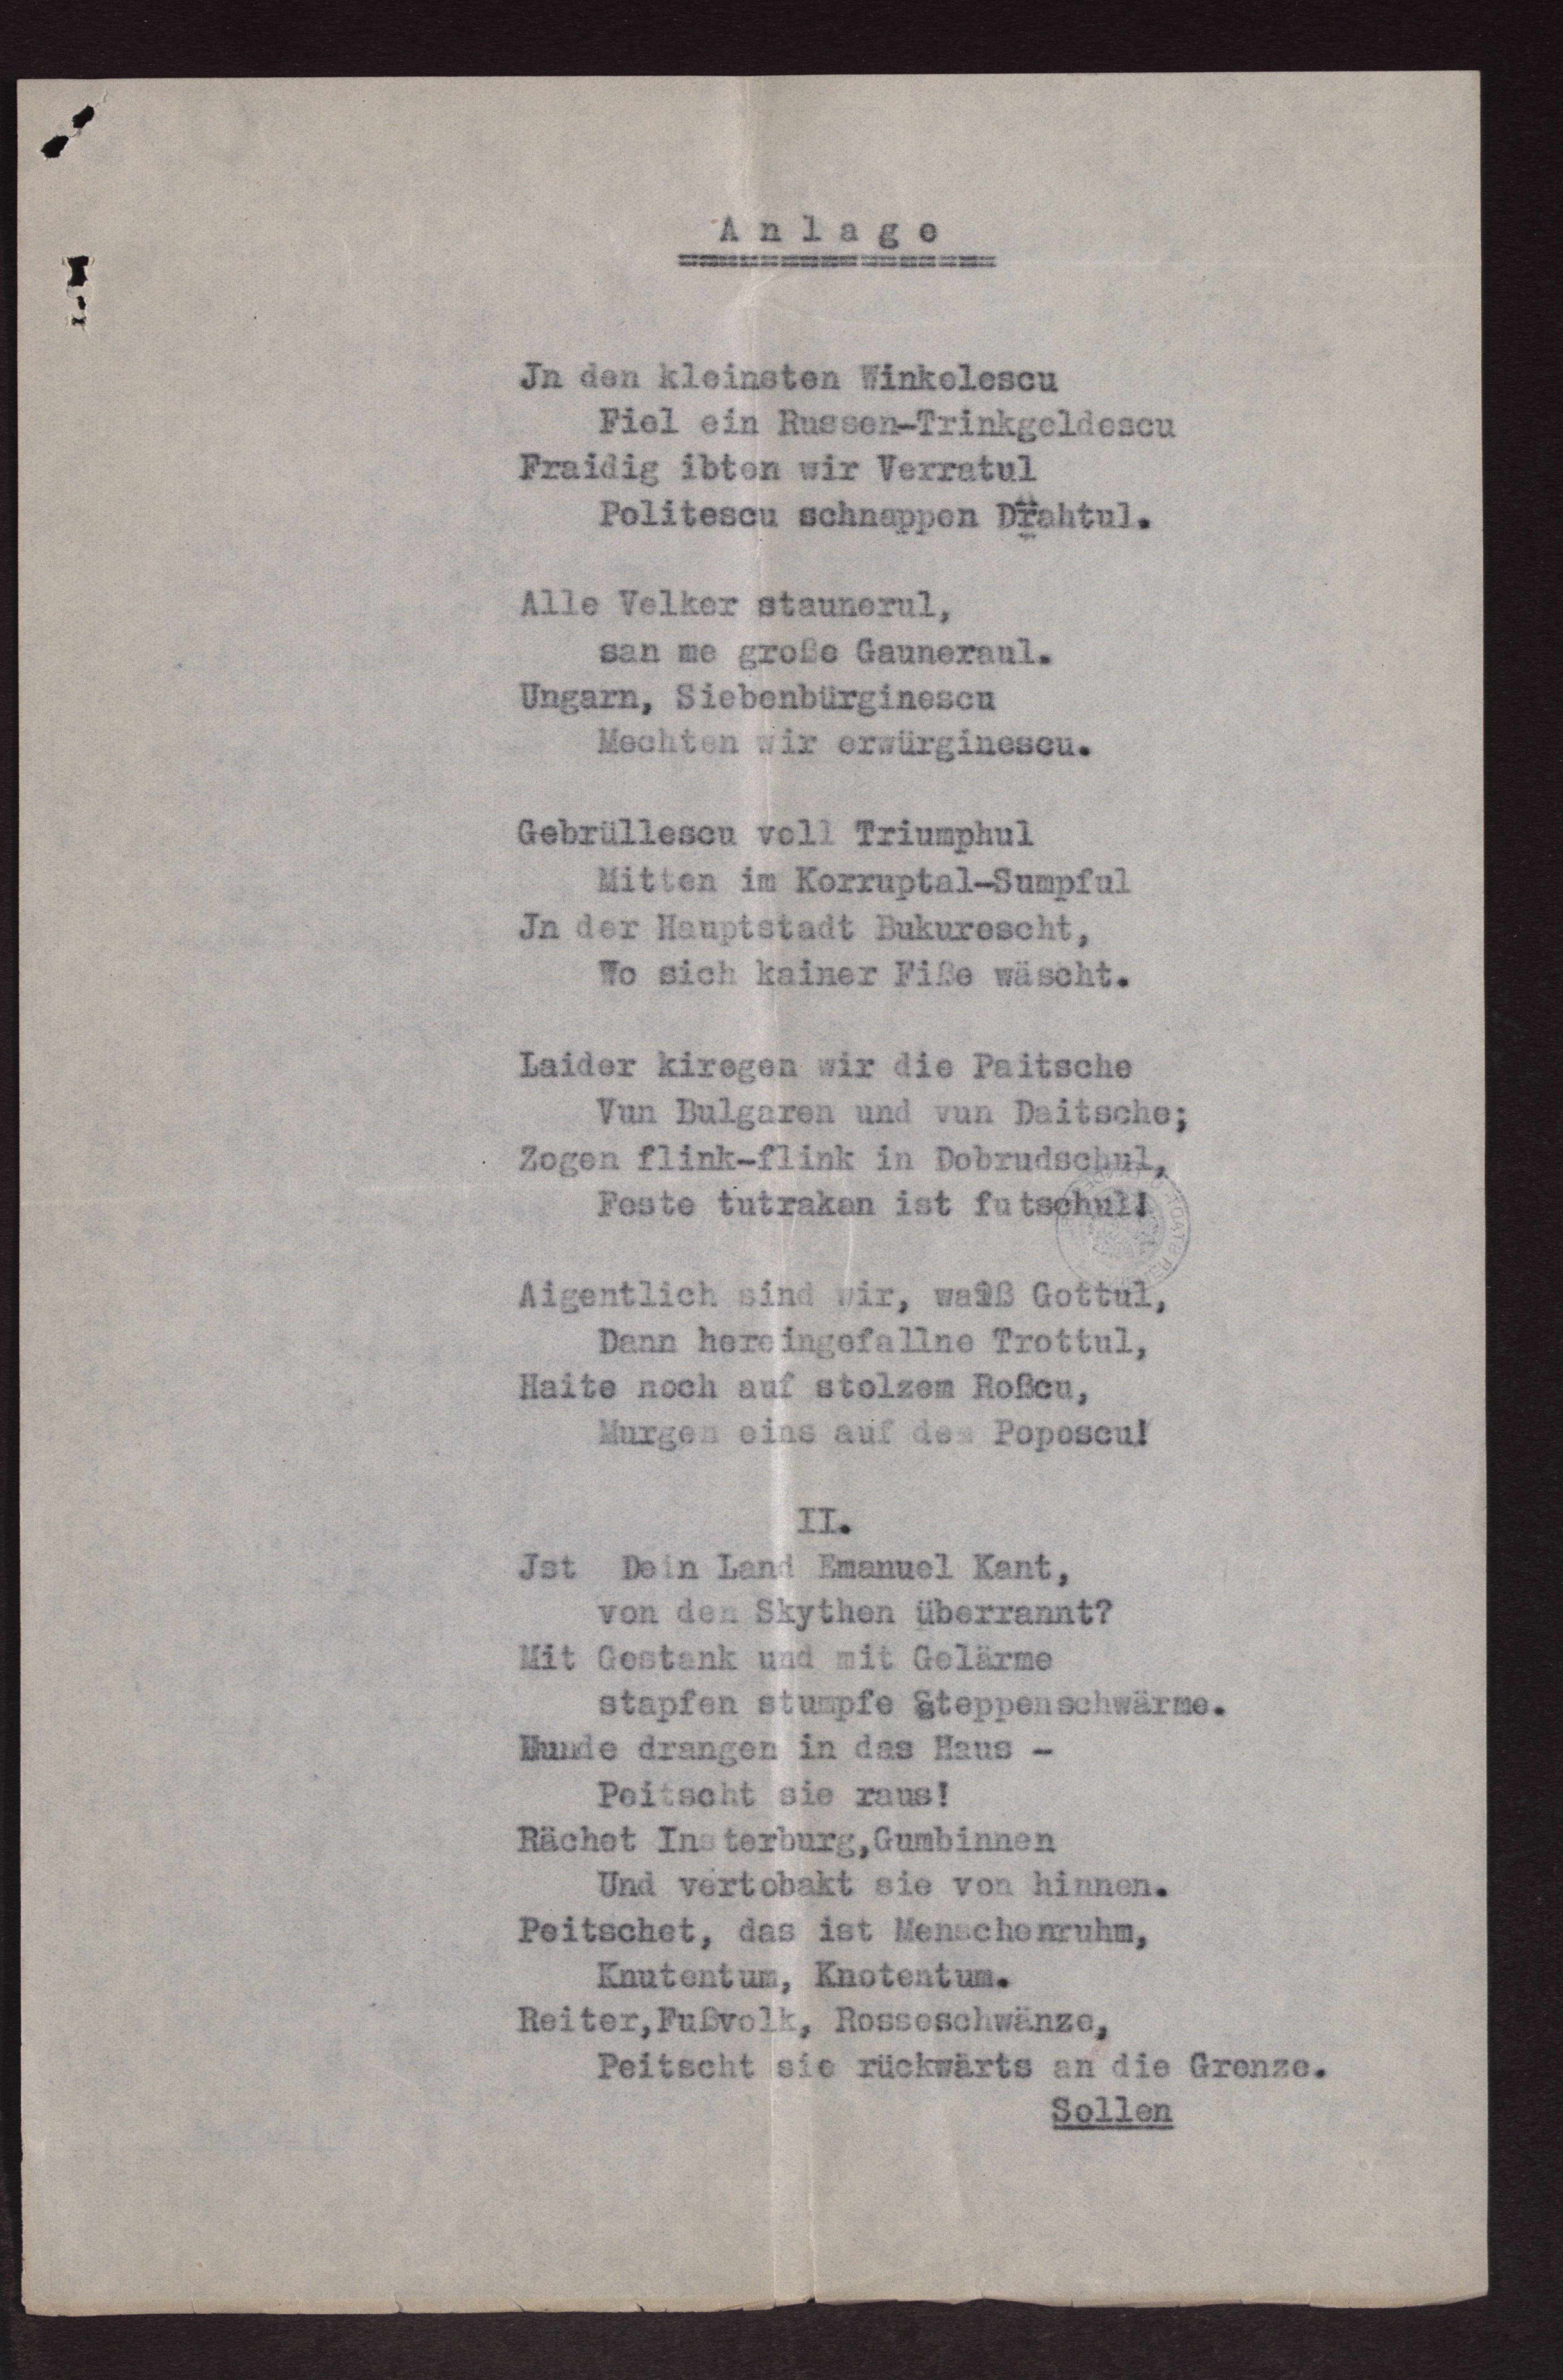 Anlage
Jn den kleinsten Winkelescu
Fiel ein Russen-Trinkgeldescu
Fraidig ibten wir Verratul
Politescu schnappen Drahtul.
Alle Velker staunerul,
san me große Gauneraul.
Ungarn, Siebenbürginescu
Mechten wir erwürginescu.
Gebrüllescu voll Triumphul
Mitten im Korruptal-Sumpful
Jn der Hauptstadt Bukurescht,
Wo sich kainer Fiße wäscht.
Laider kiregen wir die Paitsche
Vun Bulgaren und vun Daitsche;
Zogen flink-flink in Dobrudschul,
Feste tutrakan ist futschul!
Aigentlich sind wir, waiß Gottul,
Dann hereingefallne Trottul,
Haite noch auf stolzem Roßcu,
Murgen eins auf dem Poposcu!
II.
Jst Dein Land Emanuel Kant,
von den Skythen überrannt?
Mit Gestank und mit Gelärme
stapfen stumpfe Steppenschwärme.
Hunde drangen in das Haus -
Peitscht sie raus!
Rächet Insterburg,Gumbinnen
Und vertobakt sie von hinnen.
Peitschet, das ist Menschenruhm,
Knutentum, Knotentum.
Reiter,Fußvolk, Rosseschwänze,
Peitscht sie rückwärts an die Grenze.
Sollen